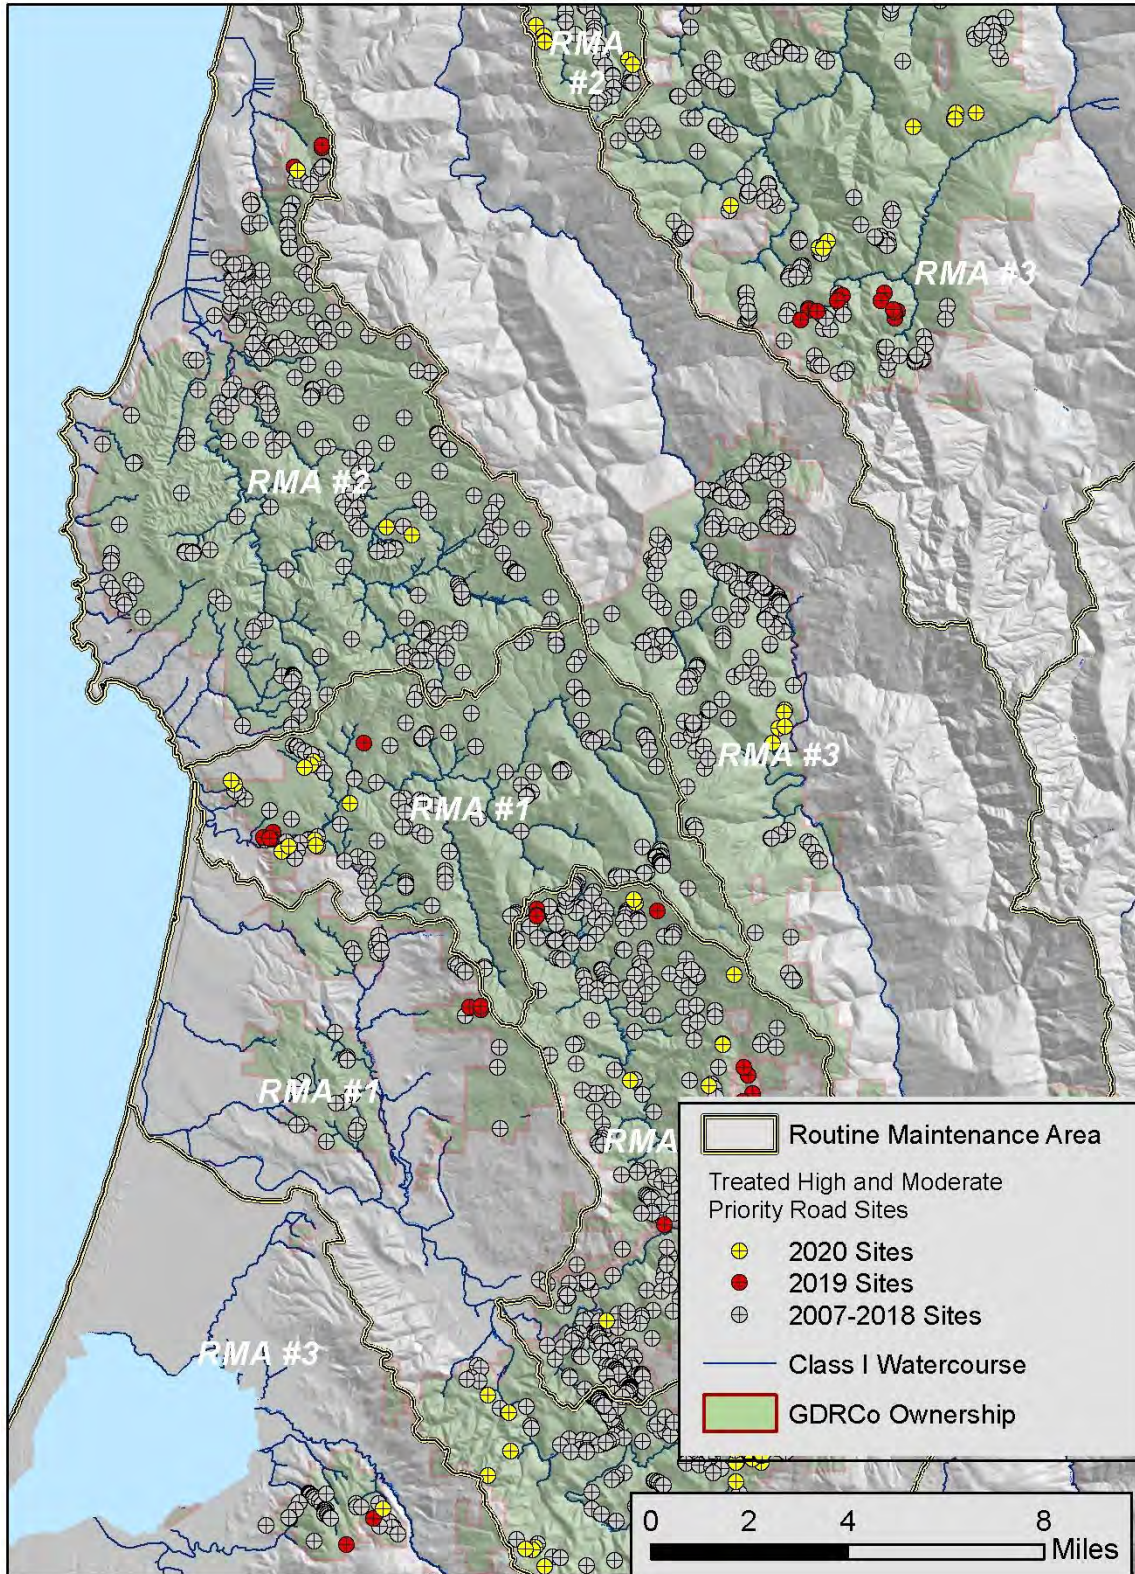 RMA
#2
RMA #3
RMA #2
RMA #3
RMA #1
RMA #1
RMA
RMA #3
Routine Maintenance Area
Treated High and Moderate
Priority Road Sites
2020 Sites
2019 Sites
2007-2018 Sites
Class I Watercourse
GDRCo Ownership
0 2 4 8
Miles